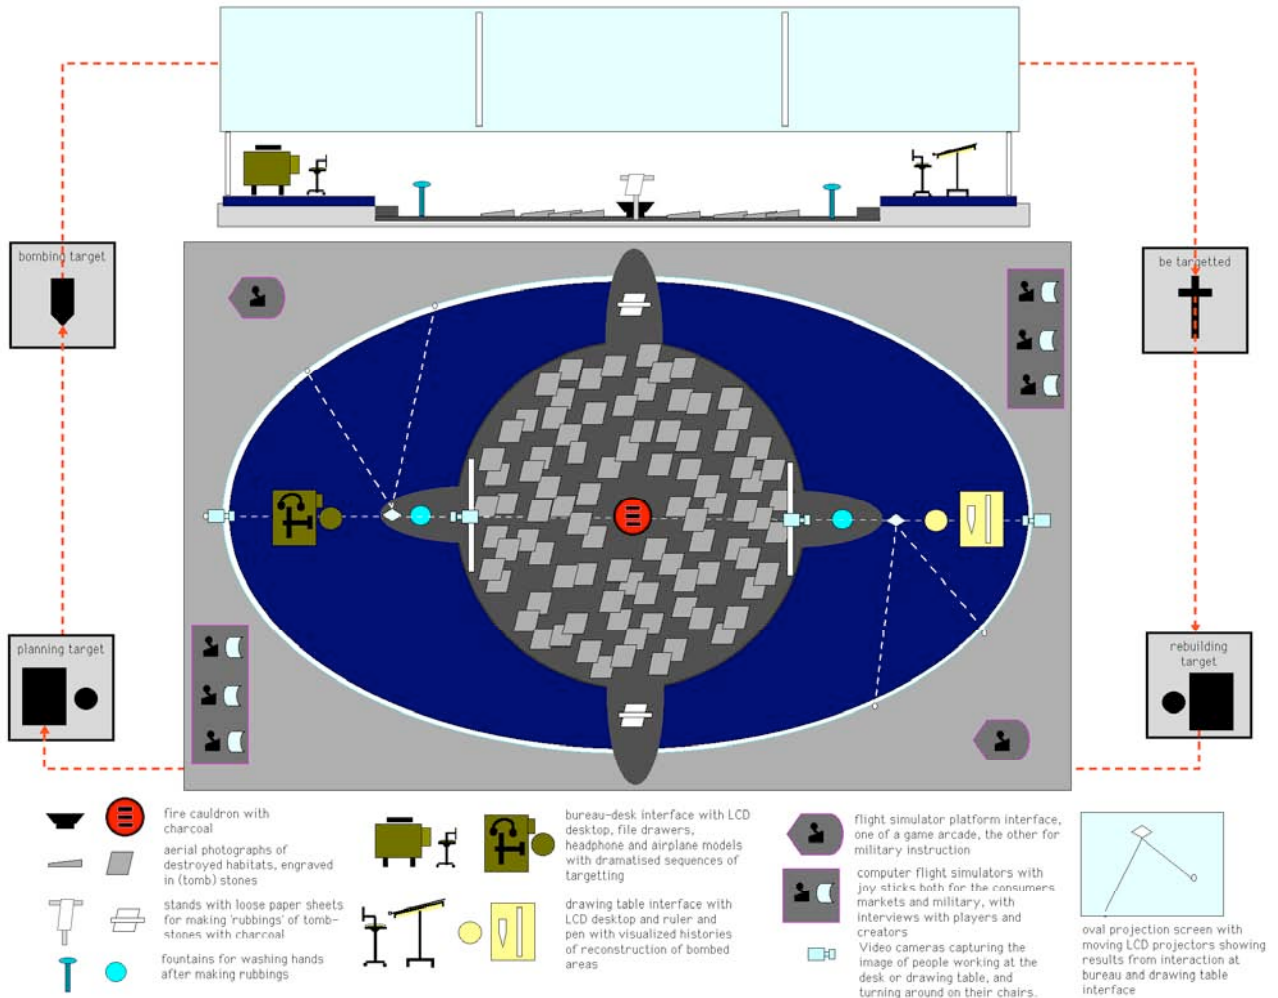 bombing target
be targetted
planning target
rebuilding
target
fire cauldron with
charcoal
aerial photographs of
destroyed habitats, engraved
in (tomb) stones
stands with loose paper sheets
for making 'rubbings' of tomb-
stones with charcoal
fountains for washing hands
after making rubbings
bureau-desk interface with LCD
desktop, file drawers,
headphone and airplane models
with dramatised sequences of
targetting
drawing table interface with
LCD desktop and ruler and
pen with visualized histories
of reconstruction of bombed
areas
flight simulator platform interface,
one of a game arcade, the other for
military instruction
computer flight simulators with
joy sticks both for the consumers
markets and military, with
interviews with players and
creators
Video cameras capturing the
image of people working at the
desk or drawing table, and
turning around on their chairs.
oval projection screen with
moving LCD projectors showing
results from interaction at
bureau and drawing table
interface